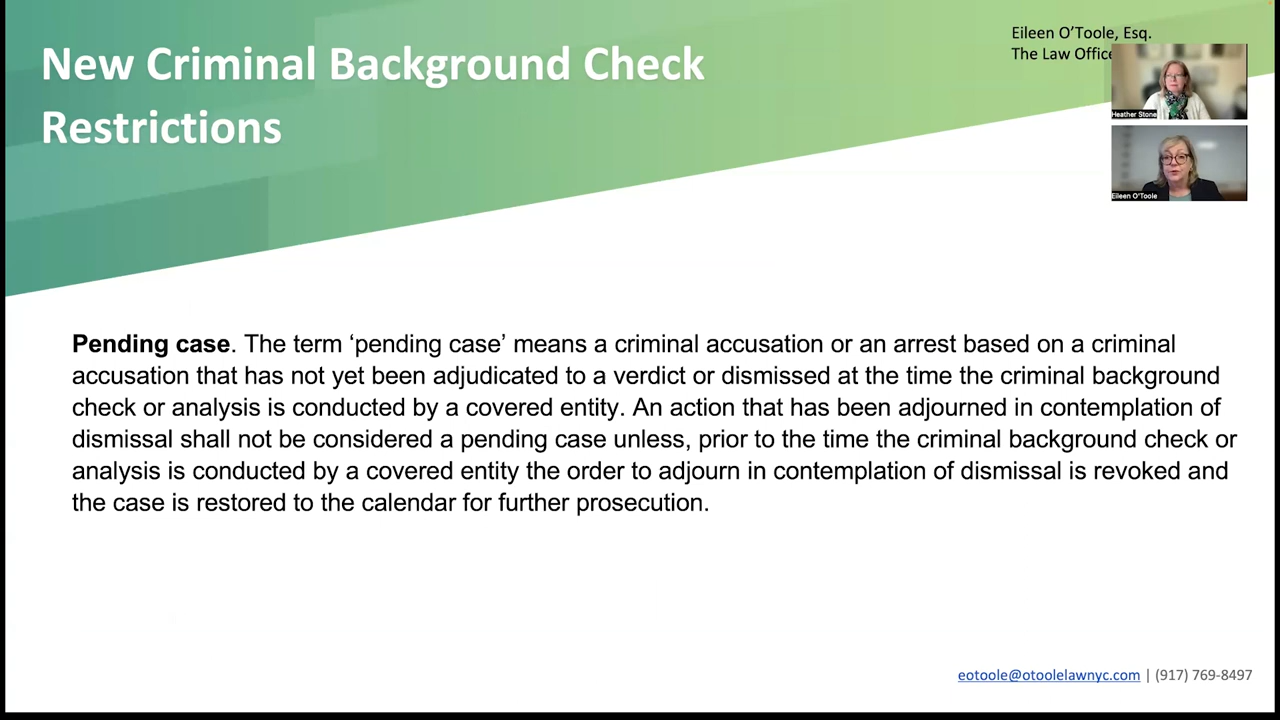 New Criminal Background Check
Restrictions
Eileen O’Toole, Esq.
The Law Office
Heather Stone
Eileen O'Toole
Pending case. The term ‘pending case’ means a criminal accusation or an arrest based on a criminal
accusation that has not yet been adjudicated to a verdict or dismissed at the time the criminal background
check or analysis is conducted by a covered entity. An action that has been adjourned in contemplation of
dismissal shall not be considered a pending case unless, prior to the time the criminal background check or
analysis is conducted by a covered entity the order to adjourn in contemplation of dismissal is revoked and
the case is restored to the calendar for further prosecution.
eotoole@otoolelawnyc.com | (917) 769-8497